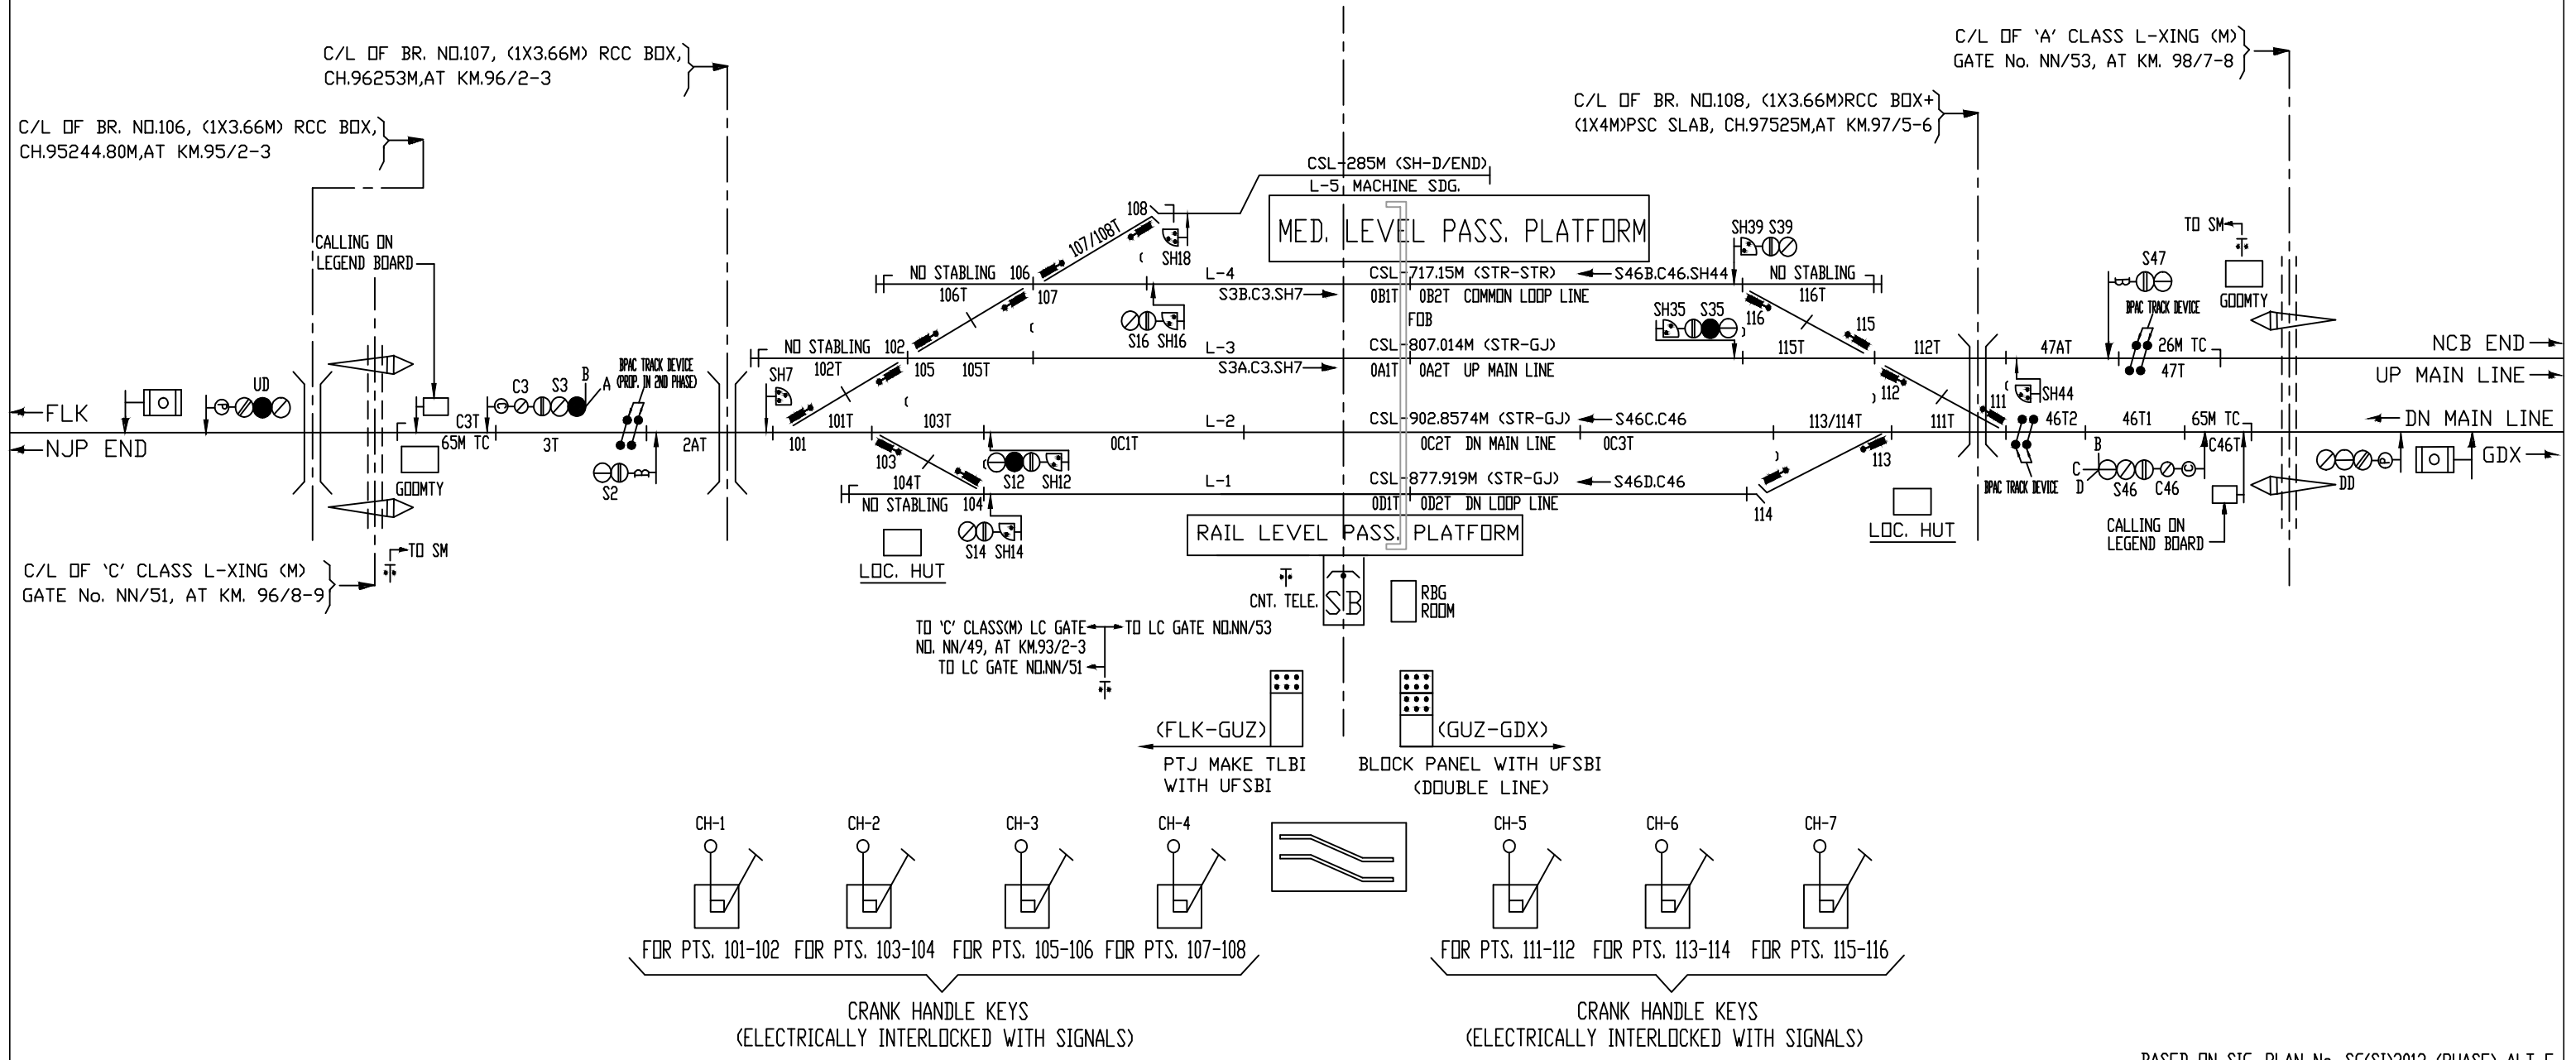 C/L OF BR. NO.107, (1X3.66M) RCC BOX,
CH.96253M,AT KM.96/2-3
C/L OF 'A' CLASS L-XING (M)
GATE No. NN/53, AT KM. 98/7-8
C/L OF BR. NO.106, (1X3.66M) RCC BOX,
CH.95244.80M,AT KM.95/2-3
C/L OF BR. NO.108, (1X3.66M)RCC BOX+
(1X4M)PSC SLAB, CH.97525M,AT KM.97/5-6
CSL-285M (SH-D/END)
L-5 MACHINE SDG.
108
107/108T
SH18
MED. LEVEL PASS. PLATFORM
SH39 S39
TO SM
S47
GOOMTY
BPAC TRACK DEVICE
CALLING ON
LEGEND BOARD
NO STABLING 106
106T
107
L-4
S3B.C3.SH7
CSL-717.15M (STR-STR)
S46B.C46.SH44
NO STABLING
0B1T
0B2T COMMON LOOP LINE
116T
FOB
S16 SH16
SH35 S35
116
115
NO STABLING 102
102T
105
105T
L-3
S3A.C3.SH7
CSL-807.014M (STR-GJ)
0A1T
0A2T UP MAIN LINE
115T
112T
47AT
26M TC
47T
NCB END
UP MAIN LINE
112
111
SH44
FLK
NJP END
UD
C3T
65M TC
GOOMTY
C3
S3
B
A
BPAC TRACK DEVICE
(PROP. IN 2ND PHASE)
3T
S2
2AT
SH7
101
101T
103T
L-2
0C1T
CSL-902.8574M (STR-GJ)
S46C.C46
0C2T DN MAIN LINE
0C3T
113/114T
111T
46T2
46T1
65M TC
C46T
DN MAIN LINE
GDX
103
104T
104
S12
SH12
113
BPAC TRACK DEVICE
B
C
D
S46
C46
DD
NO STABLING
L-1
CSL-877.919M (STR-GJ)
S46D.C46
0D1T
0D2T DN LOOP LINE
114
S14 SH14
LOC. HUT
RAIL LEVEL PASS. PLATFORM
LOC. HUT
CALLING ON
LEGEND BOARD
TO SM
C/L OF 'C' CLASS L-XING (M)
GATE No. NN/51, AT KM. 96/8-9
CNT. TELE.
SB
RBG
ROOM
TO 'C' CLASS(M) LC GATE
NO. NN/49, AT KM.93/2-3
TO LC GATE NO.NN/51
TO LC GATE NO.NN/53
(FLK-GUZ)
PTJ MAKE TLBI
WITH UFSBI
(GUZ-GDX)
BLOCK PANEL WITH UFSBI
(DOUBLE LINE)
CH-1
CH-2
CH-3
CH-4
CH-5
CH-6
CH-7
FOR PTS. 101-102
FOR PTS. 103-104
FOR PTS. 105-106
FOR PTS. 107-108
FOR PTS. 111-112
FOR PTS. 113-114
FOR PTS. 115-116
CRANK HANDLE KEYS
(ELECTRICALLY INTERLOCKED WITH SIGNALS)
CRANK HANDLE KEYS
(ELECTRICALLY INTERLOCKED WITH SIGNALS)